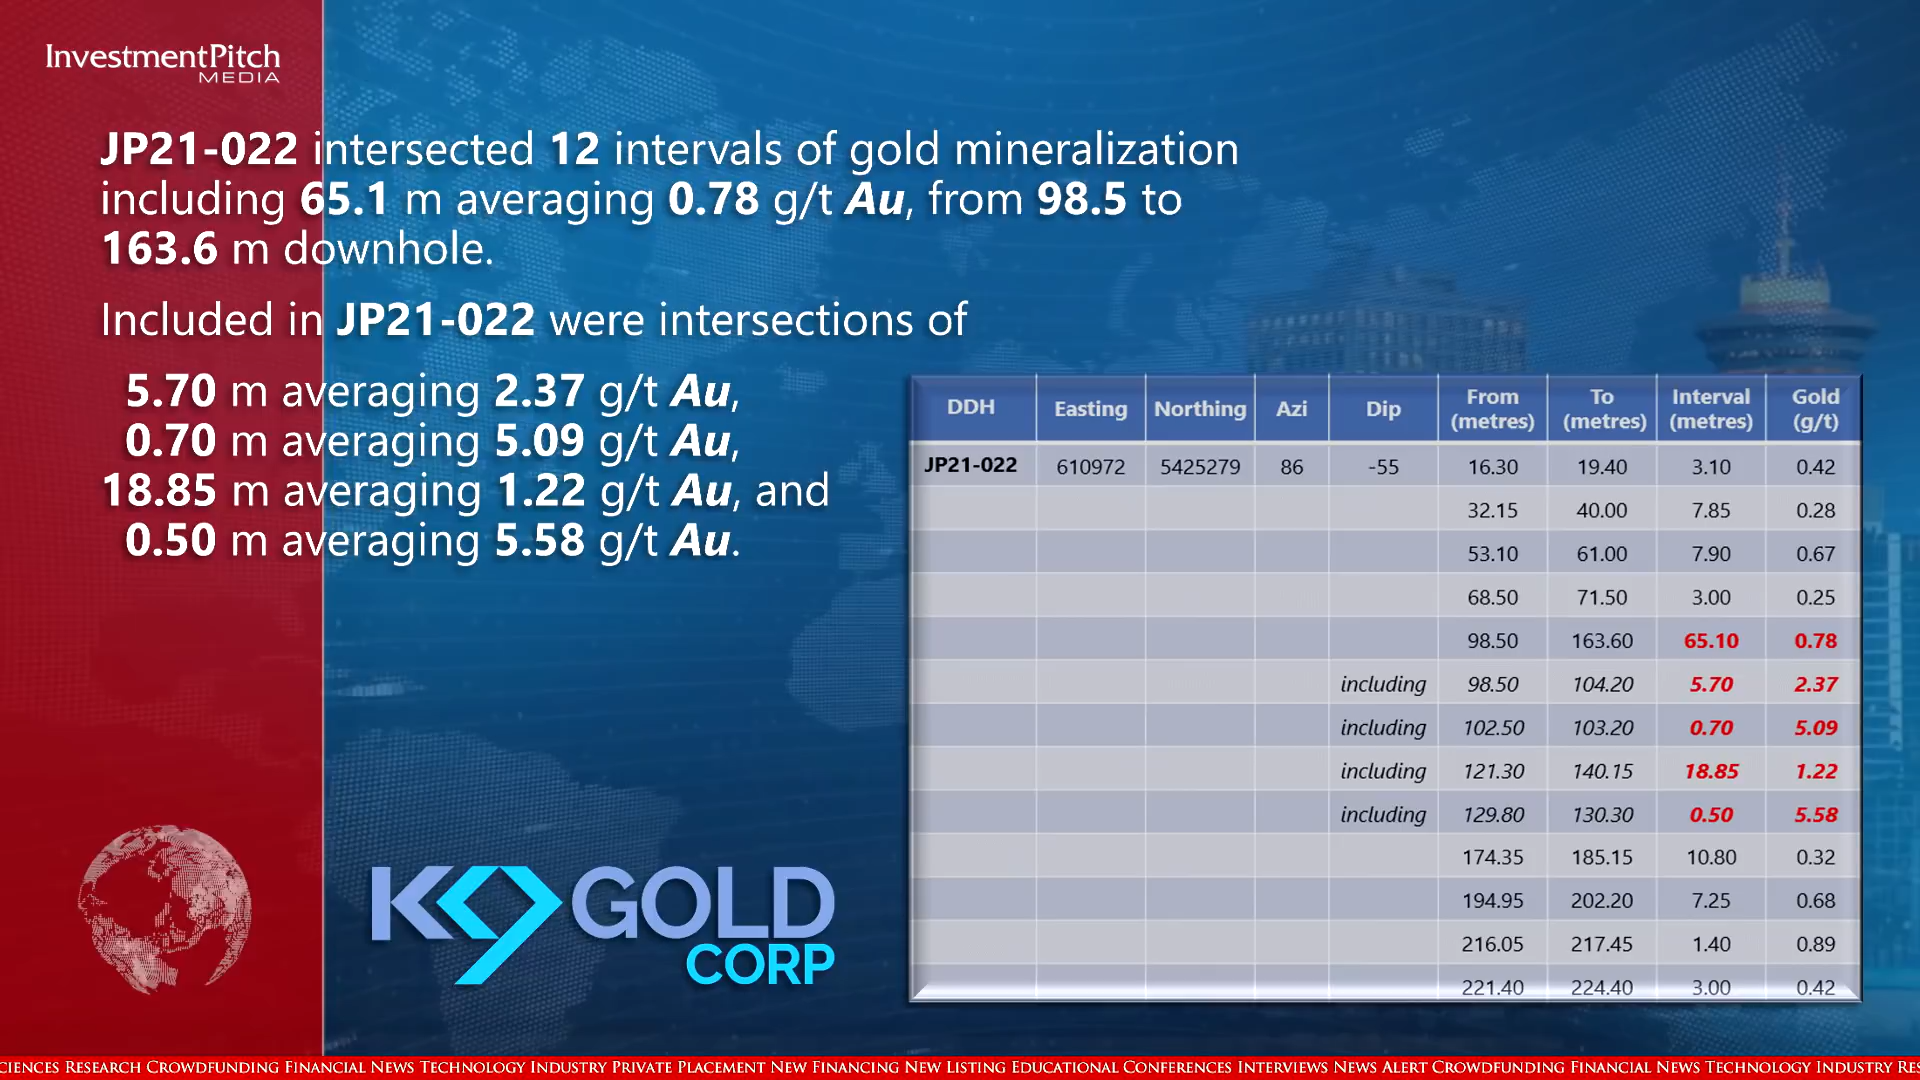 InvestmentPitch
MEDIA
JP21-022 intersected 12 intervals of gold mineralization
including 65.1 m averaging 0.78 g/t Au, from 98.5 to
163.6 m downhole.
Included in JP21-022 were intersections of
5.70 m averaging 2.37 g/t Au,
0.70 m averaging 5.09 g/t Au,
18.85 m averaging 1.22 g/t Au, and
0.50 m averaging 5.58 g/t Au.
DDH Easting Northing Azi Dip From (metres) To (metres) Interval (metres) Gold (g/t)
JP21-022 610972 5425279 86 -55 16.30 19.40 3.10 0.42
32.15 40.00 7.85 0.28
53.10 61.00 7.90 0.67
68.50 71.50 3.00 0.25
98.50 163.60 65.10 0.78
including 98.50 104.20 5.70 2.37
including 102.50 103.20 0.70 5.09
including 121.30 140.15 18.85 1.22
including 129.80 130.30 0.50 5.58
174.35 185.15 10.80 0.32
194.95 202.20 7.25 0.68
216.05 217.45 1.40 0.89
221.40 224.40 3.00 0.42
K9 GOLD
CORP
CIENCES RESEARCH CROWDFUNDING FINANCIAL NEWS TECHNOLOGY INDUSTRY PRIVATE PLACEMENT NEW FINANCING NEW LISTING EDUCATIONAL CONFERENCES INTERVIEWS NEWS ALERT CROWDFUNDING FINANCIAL NEWS TECHNOLOGY INDUSTRY RES